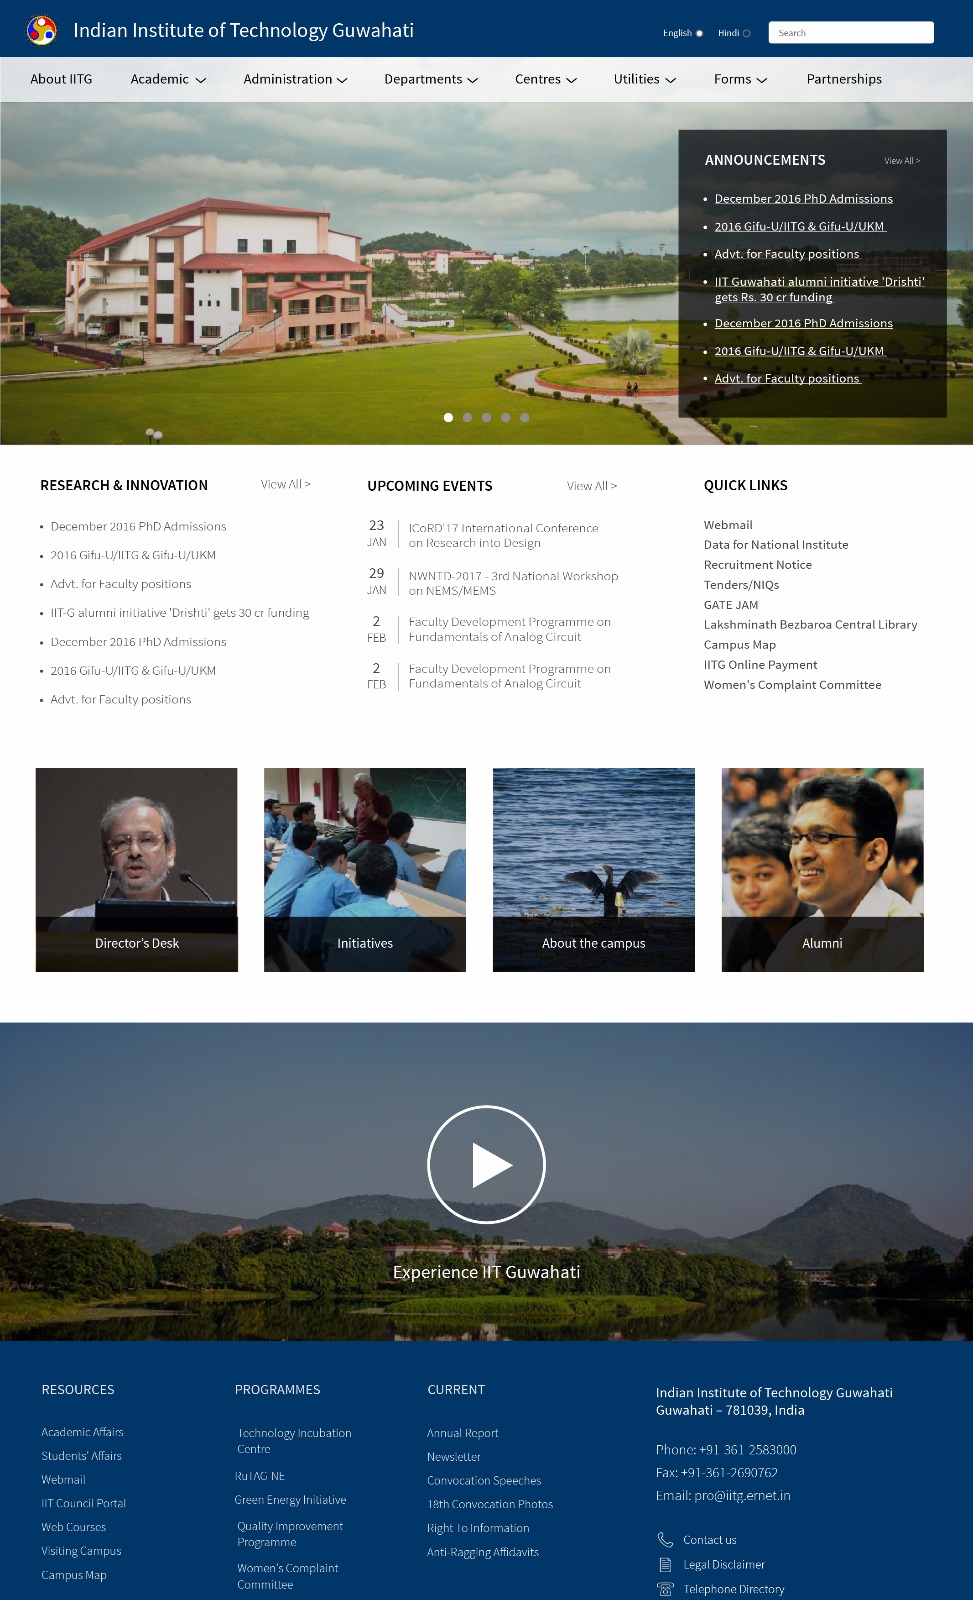 Indian Institute of Technology Guwahati
English
Hindi
Search
About IITG
Academic
Administration
Departments
Centres
Utilities
Forms
Partnerships
ANNOUNCEMENTS
View All >
December 2016 PhD Admissions
2016 Gifu-U/IITG & Gifu-U/UKM
Advt. for Faculty positions
IIT Guwahati alumni initiative 'Drishti'
gets Rs. 30 cr funding
December 2016 PhD Admissions
2016 Gifu-U/IITG & Gifu-U/UKM
Advt. for Faculty positions
RESEARCH & INNOVATION
View All >
December 2016 PhD Admissions
2016 Gifu-U/IITG & Gifu-U/UKM
Advt. for Faculty positions
IIT-G alumni initiative 'Drishti' gets 30 cr funding
December 2016 PhD Admissions
2016 Gifu-U/IITG & Gifu-U/UKM
Advt. for Faculty positions
UPCOMING EVENTS
View All >
23
JAN
ICoRD'17 International Conference
on Research into Design
29
JAN
NWNTD-2017 - 3rd National Workshop
on NEMS/MEMS
2
FEB
Faculty Development Programme on
Fundamentals of Analog Circuit
2
FEB
Faculty Development Programme on
Fundamentals of Analog Circuit
QUICK LINKS
Webmail
Data for National Institute
Recruitment Notice
Tenders/NIQs
GATE JAM
Lakshminath Bezbaroa Central Library
Campus Map
IITG Online Payment
Women's Complaint Committee
Director's Desk
Initiatives
About the campus
Alumni
Experience IIT Guwahati
RESOURCES
Academic Affairs
Students' Affairs
Webmail
IIT Council Portal
Web Courses
Visiting Campus
Campus Map
PROGRAMMES
Technology Incubation
Centre
RuTAG NE
Green Energy Initiative
Quality Improvement
Programme
Women's Complaint
Committee
CURRENT
Annual Report
Newsletter
Convocation Speeches
18th Convocation Photos
Right To Information
Anti-Ragging Affidavits
Indian Institute of Technology Guwahati
Guwahati – 781039, India
Phone: +91-361-2583000
Fax: +91-361-2690762
Email: pro@iitg.ernet.in
Contact us
Legal Disclaimer
Telephone Directory